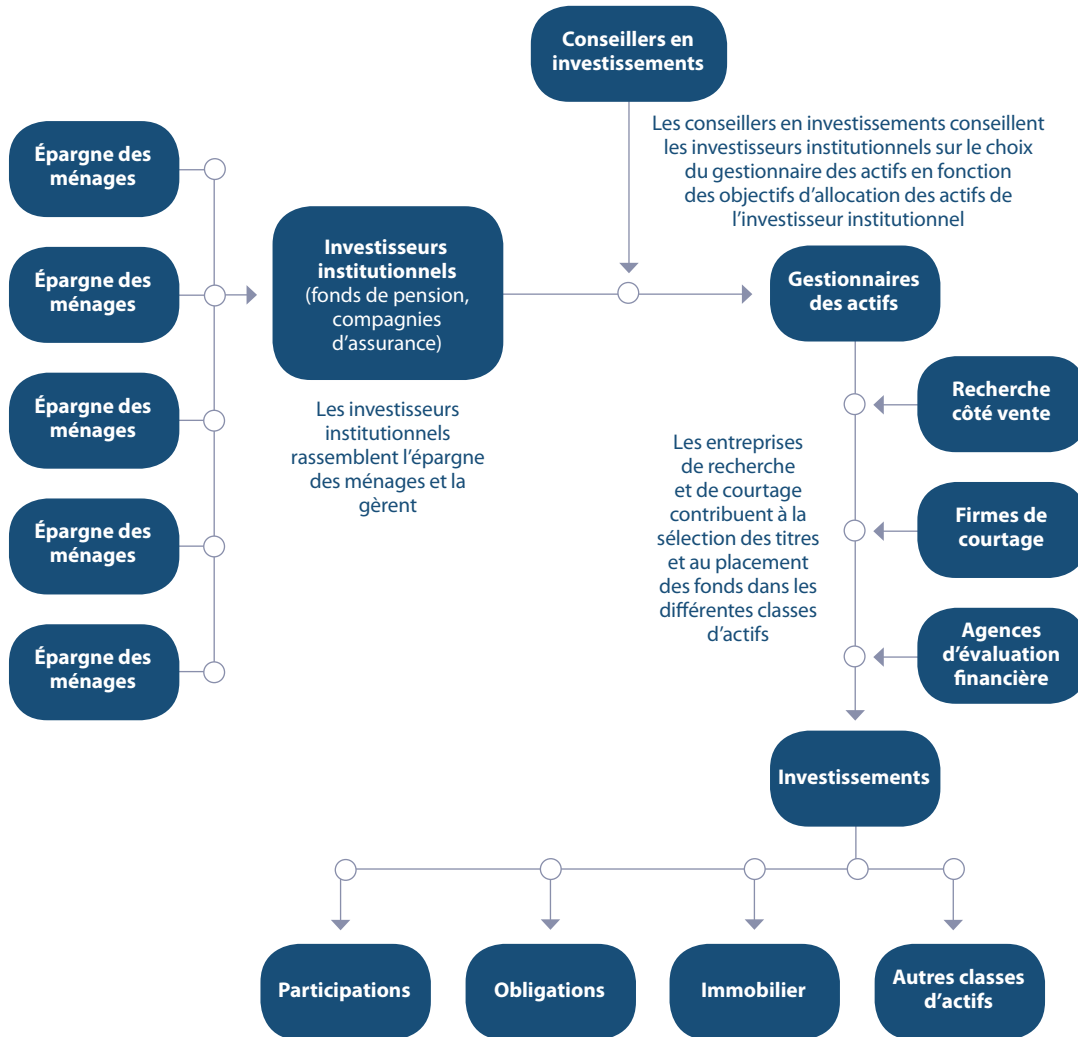 Conseillers en
investissements
Les conseillers en investissements conseillent
les investisseurs institutionnels sur le choix
du gestionnaire des actifs en fonction
des objectifs d’allocation des actifs de
l’investisseur institutionnel
Épargne des
ménages
Épargne des
ménages
Épargne des
ménages
Épargne des
ménages
Épargne des
ménages
Investisseurs
institutionnels
(fonds de pension,
compagnies
d’assurance)
Les investisseurs
institutionnels
rassemblent l’épargne
des ménages et la
gèrent
Gestionnaires
des actifs
Recherche
côté vente
Les entreprises
de recherche
et de courtage
contribuent à la
sélection des titres
et au placement
des fonds dans les
différentes classes
d’actifs
Firmes de
courtage
Agences
d’évaluation
financière
Investissements
Participations
Obligations
Immobilier
Autres classes
d’actifs